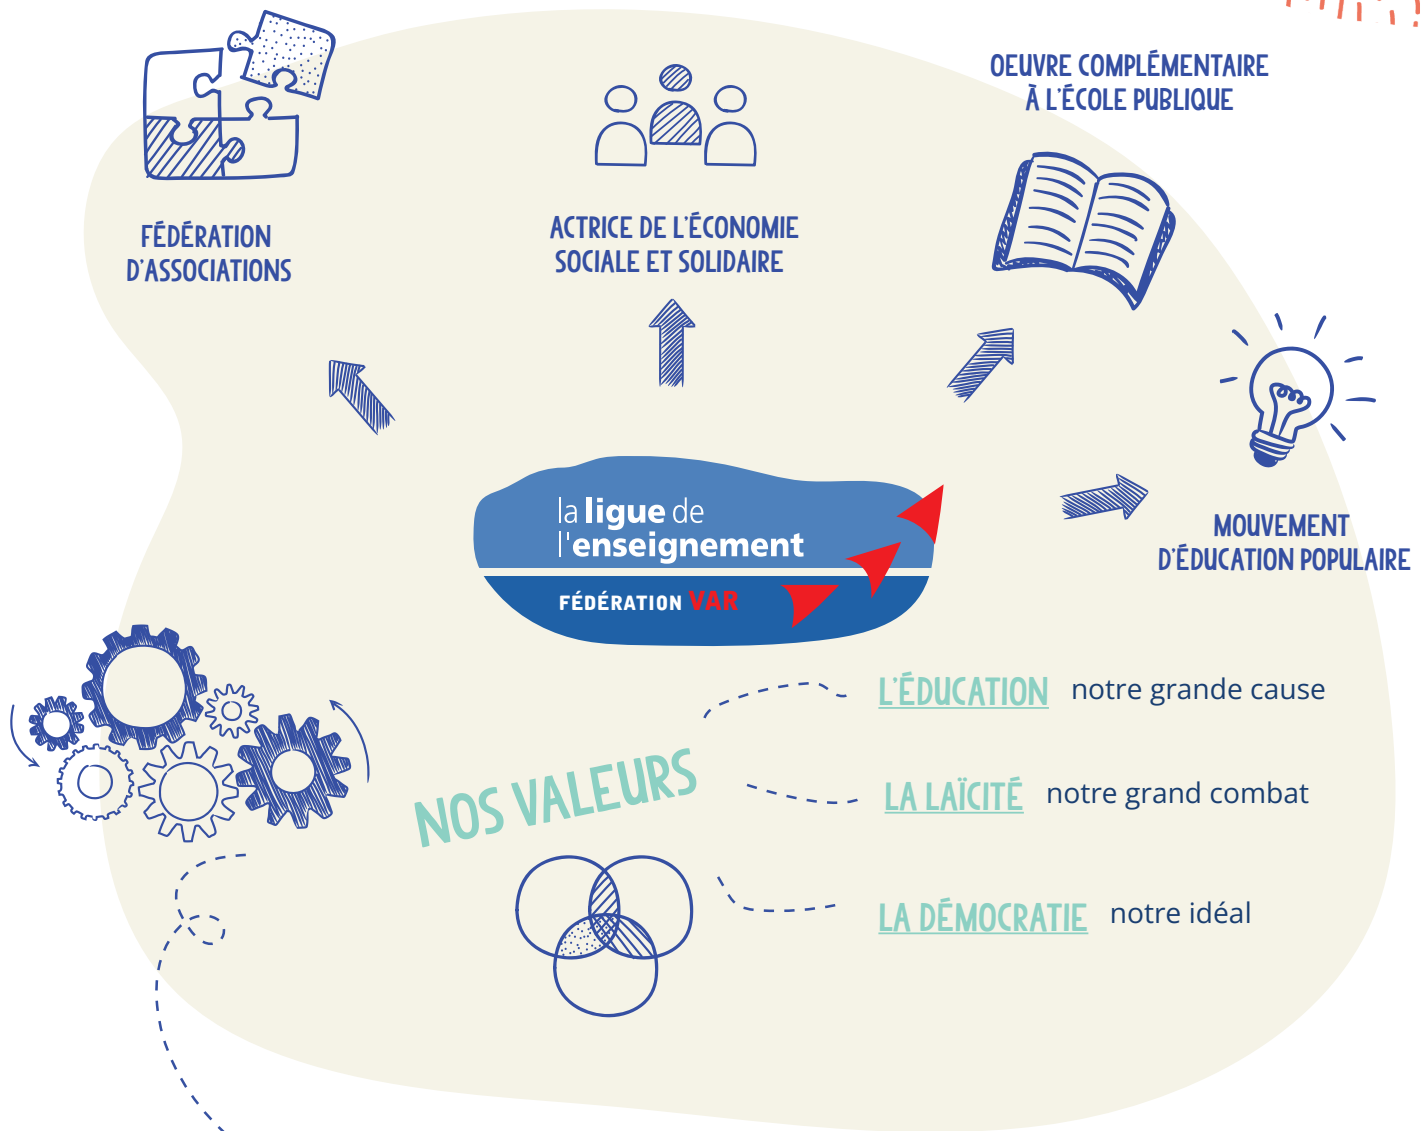 OEUVRE COMPLÉMENTAIRE
À L'ÉCOLE PUBLIQUE
FÉDÉRATION
D'ASSOCIATIONS
ACTRICE DE L'ÉCONOMIE
SOCIALE ET SOLIDAIRE
MOUVEMENT
D'ÉDUCATION POPULAIRE
la ligue de
l'enseignement
FÉDÉRATION VAR
NOS VALEURS
L'ÉDUCATION notre grande cause
LA LAÏCITÉ notre grand combat
LA DÉMOCRATIE notre idéal